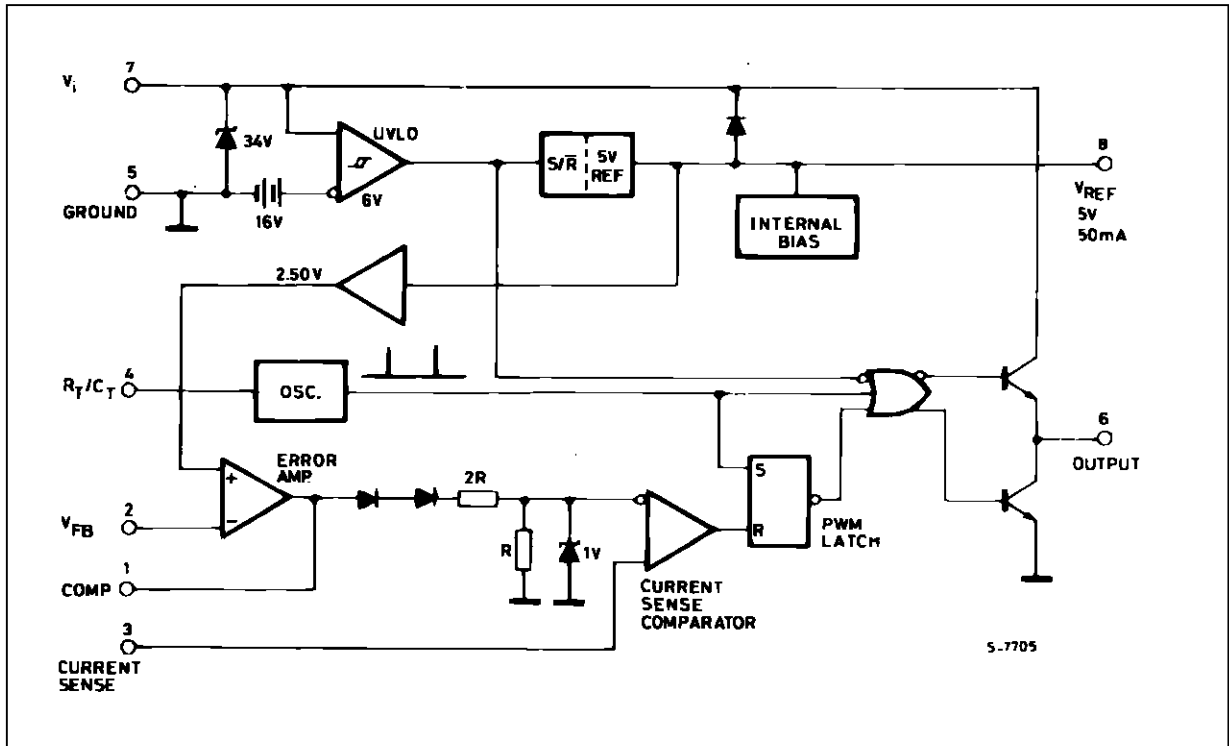 7
Vi
34V
UVLO
S/R̅
5V
REF
8
VREF
5V
50mA
5
GROUND
16V
6V
INTERNAL
BIAS
2.50V
4
RT/CT
OSC.
6
OUTPUT
ERROR
AMP.
+
−
2R
S
R
PWM
LATCH
2
VFB
R
1V
1
COMP
CURRENT
SENSE
COMPARATOR
3
CURRENT
SENSE
S-7705